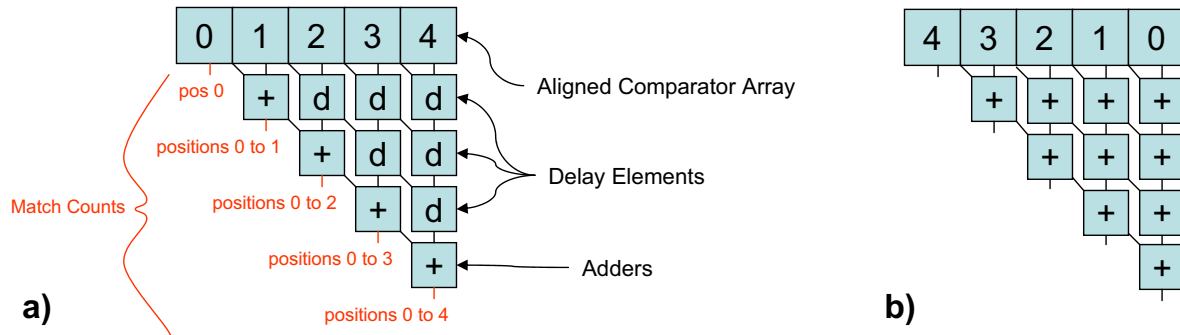 0 1 2 3 4
Aligned Comparator Array
pos 0
+ d d d
positions 0 to 1
+ d d
Delay Elements
positions 0 to 2
Match Counts
+ d
positions 0 to 3
+
Adders
positions 0 to 4
a)
4 3 2 1 0
+ + + +
+ + +
+ +
+
b)